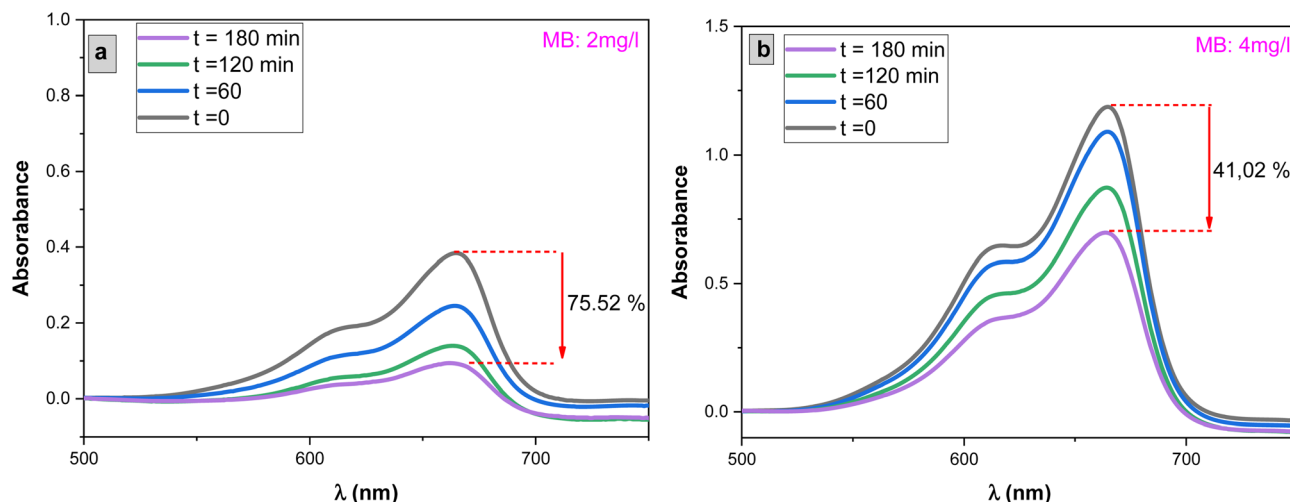 a
t = 180 min
t =120 min
t =60
t =0
MB: 2mg/l
75.52 %
1.0
0.8
0.6
0.4
0.2
0.0
Absorabance
500
600
700
λ (nm)
b
t = 180 min
t =120 min
t =60
t =0
MB: 4mg/l
41,02 %
1.5
1.0
0.5
0.0
Absorabance
500
600
700
λ (nm)